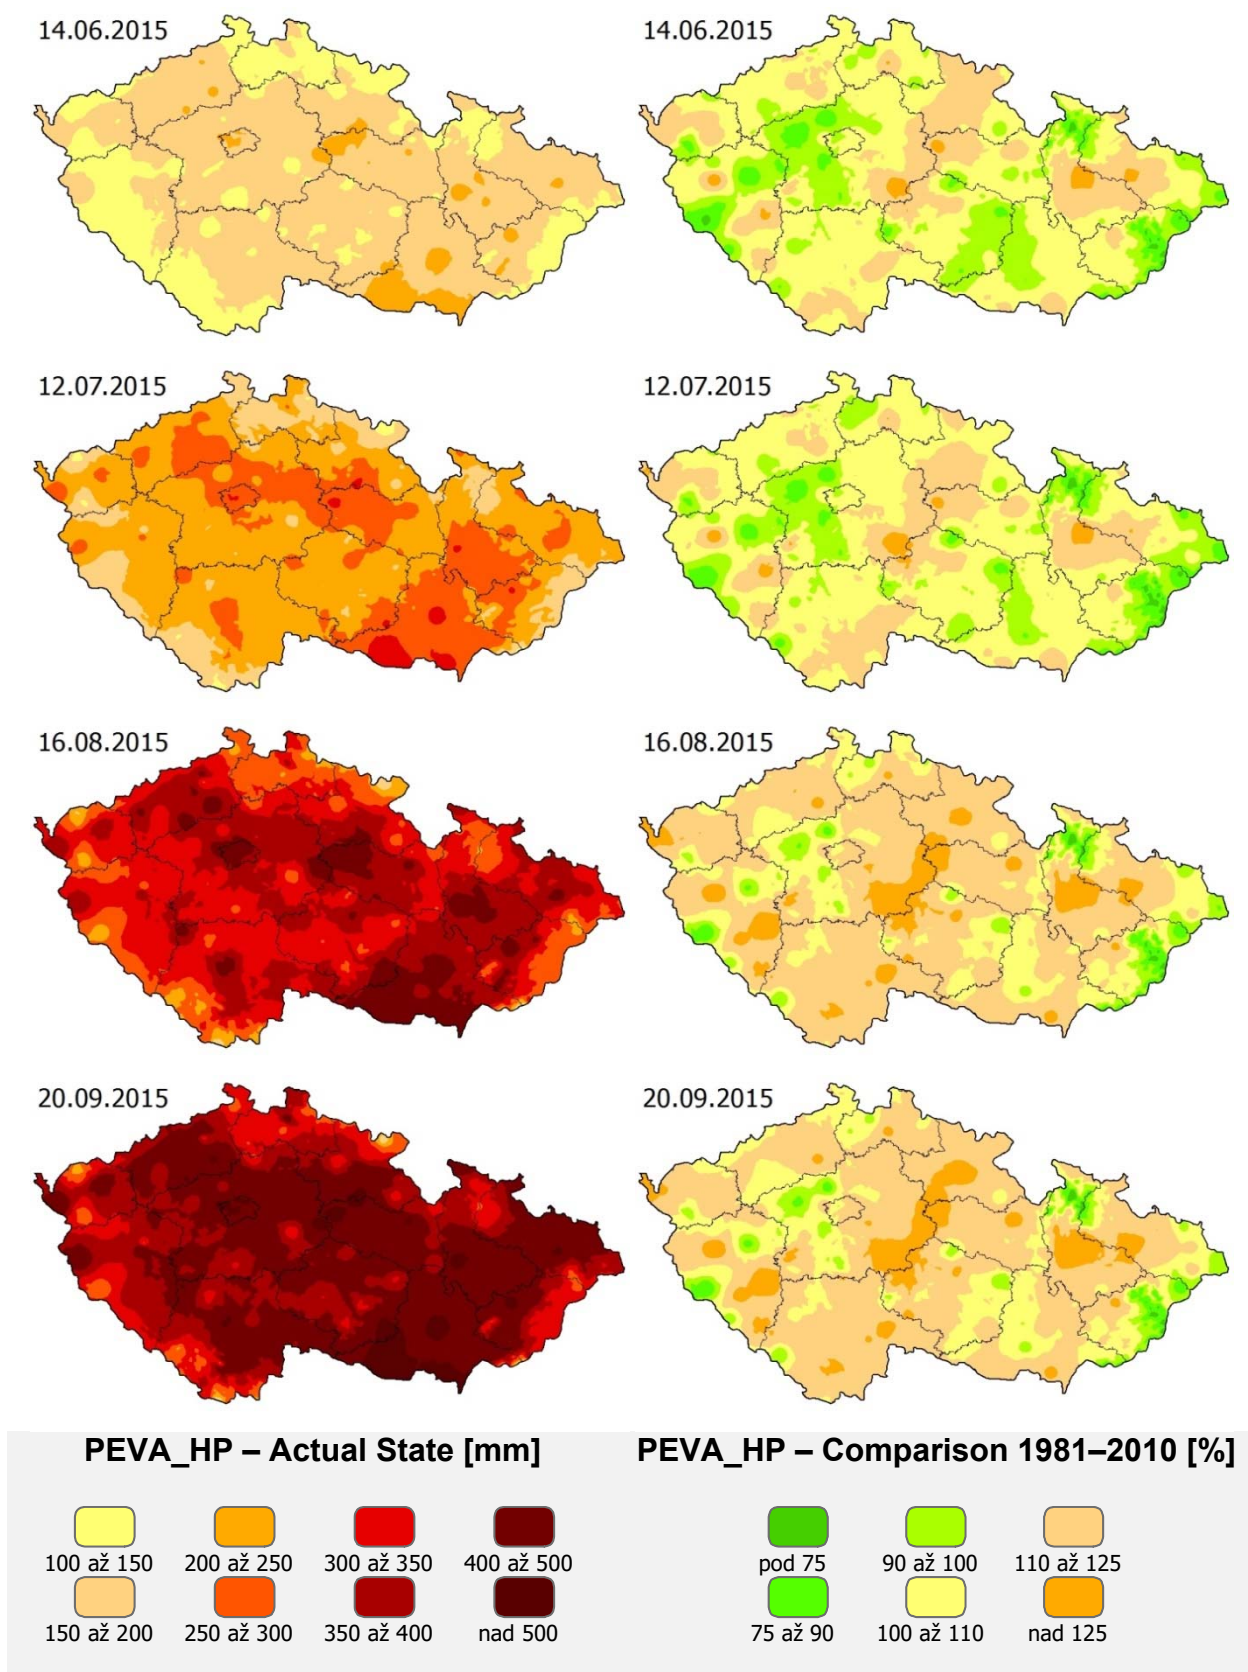 14.06.2015
14.06.2015
12.07.2015
12.07.2015
16.08.2015
16.08.2015
20.09.2015
20.09.2015
PEVA_HP – Actual State [mm]
100 až 150
200 až 250
300 až 350
400 až 500
150 až 200
250 až 300
350 až 400
nad 500
PEVA_HP – Comparison 1981–2010 [%]
pod 75
90 až 100
110 až 125
75 až 90
100 až 110
nad 125